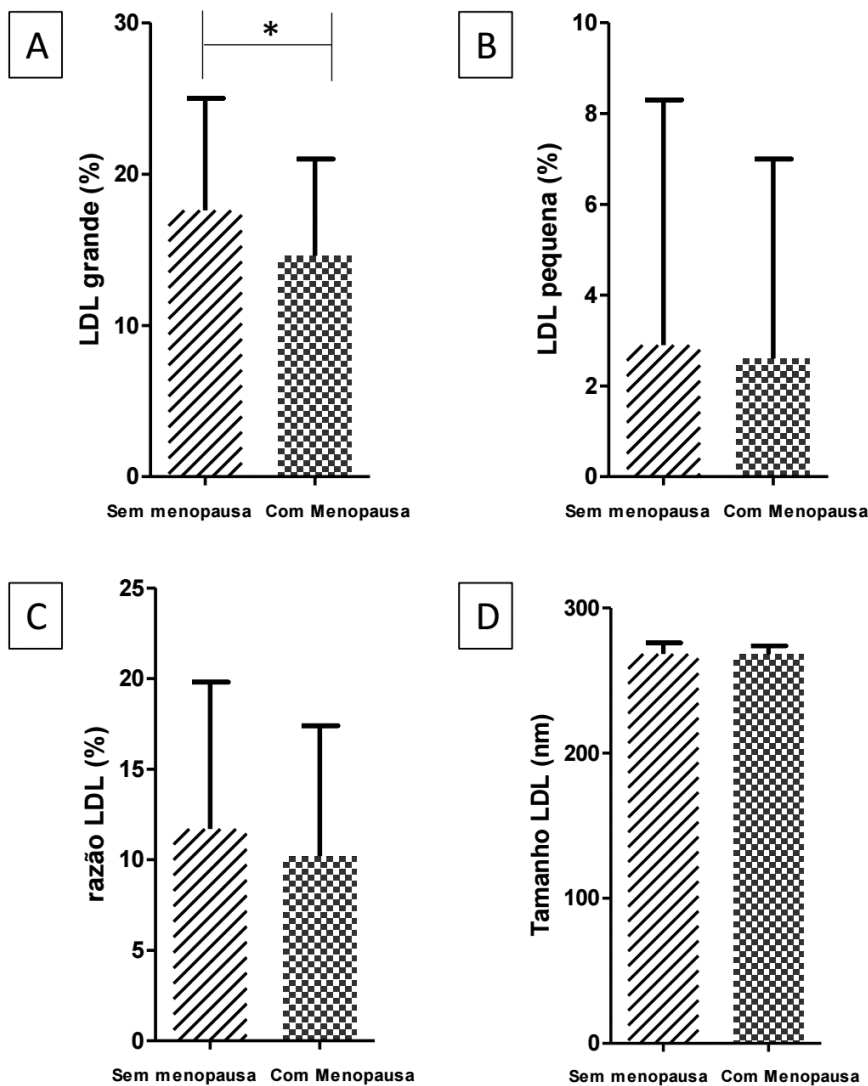 A
*
30
20
10
0
LDL grande (%)
Sem menopausa Com Menopausa
B
10
8
6
4
2
0
LDL pequena (%)
Sem menopausa Com Menopausa
C
25
20
15
10
5
0
razão LDL (%)
Sem menopausa Com Menopausa
D
300
200
100
0
Tamanho LDL (nm)
Sem menopausa Com Menopausa